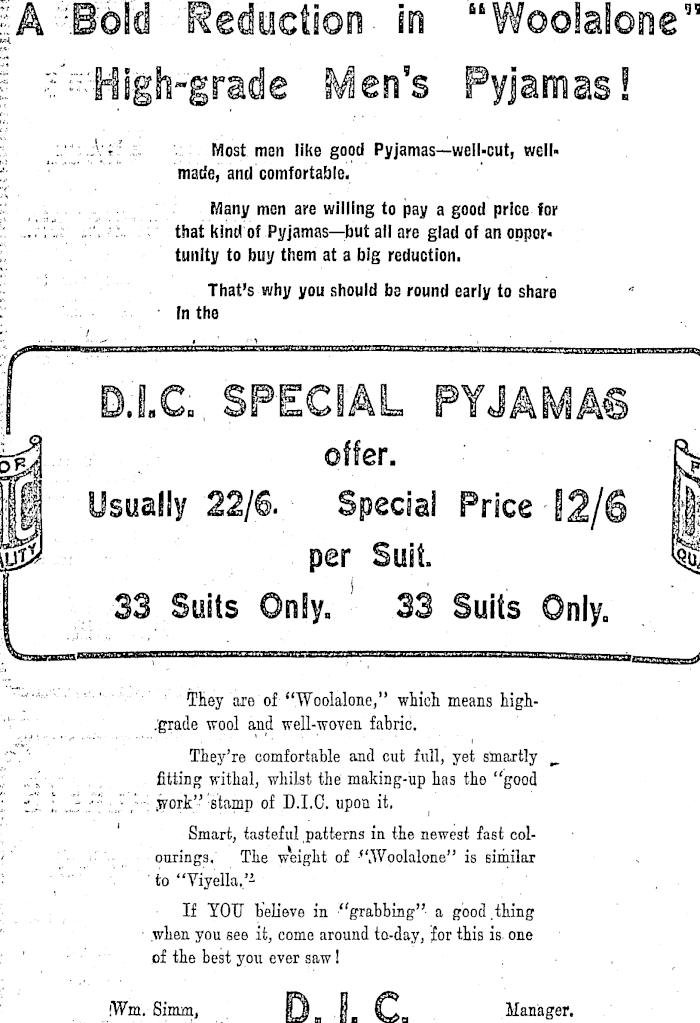 A Bold Reduction in "Woolalone"
High-grade Men's Pyjamas!
Most men like good Pyjamas—well-cut, well-
made, and comfortable.
Many men are willing to pay a good price for
that kind of Pyjamas—but all are glad of an oppor-
tunity to buy them at a big reduction.
That's why you should be round early to share
in the
D.I.C. SPECIAL PYJAMAS
offer.
Usually 22/6. Special Price 12/6
per Suit.
33 Suits Only. 33 Suits Only.
OR
IC
LITY
F
D
QU
They are of "Woolalone," which means high-
grade wool and well-woven fabric.
They're comfortable and cut full, yet smartly
fitting withal, whilst the making-up has the "good
work" stamp of D.I.C. upon it.
Smart, tasteful patterns in the newest fast col-
ourings. The weight of "Woolalone" is similar
to "Viyella."
If YOU believe in "grabbing" a good thing
when you see it, come around to-day, for this is one
of the best you ever saw!
Wm. Simm, D. I. C. Manager.